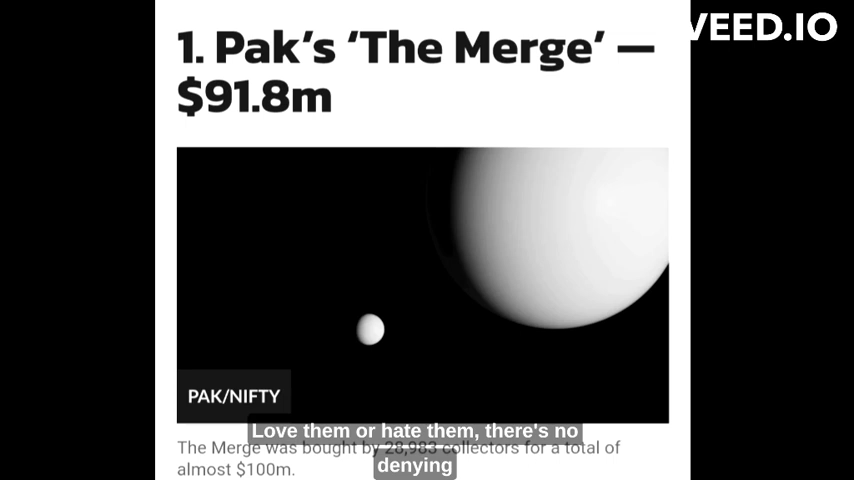 VEED.IO
1. Pak’s ‘The Merge’ —
$91.8m
PAK/NIFTY
Love them or hate them, there's no
denying
The Merge was bought by 28,983 collectors for a total of
almost $100m.